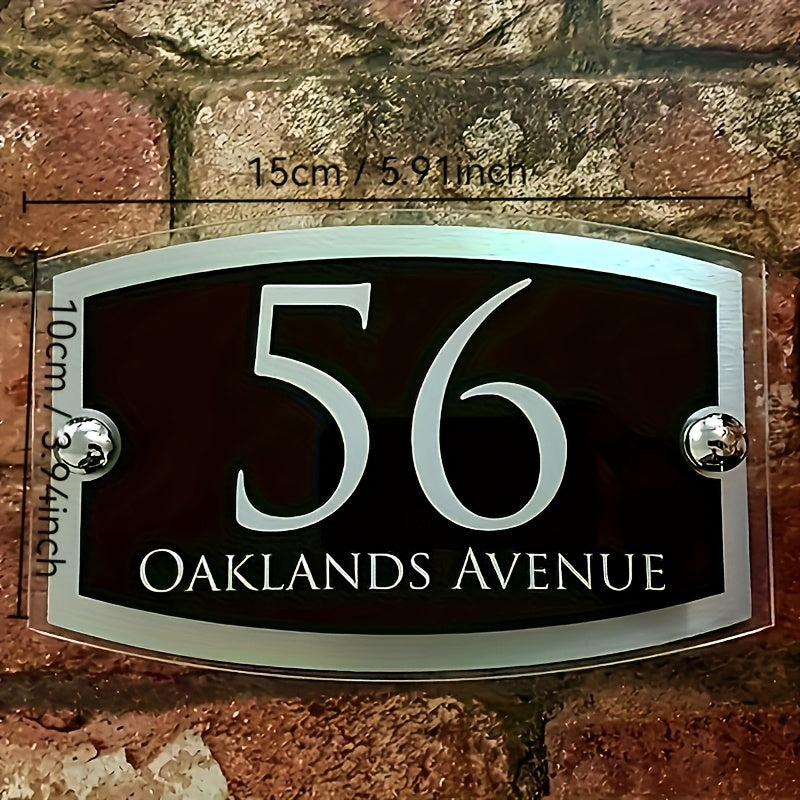 15cm / 5.91inch
10cm / 3.94inch
56
OAKLANDS AVENUE